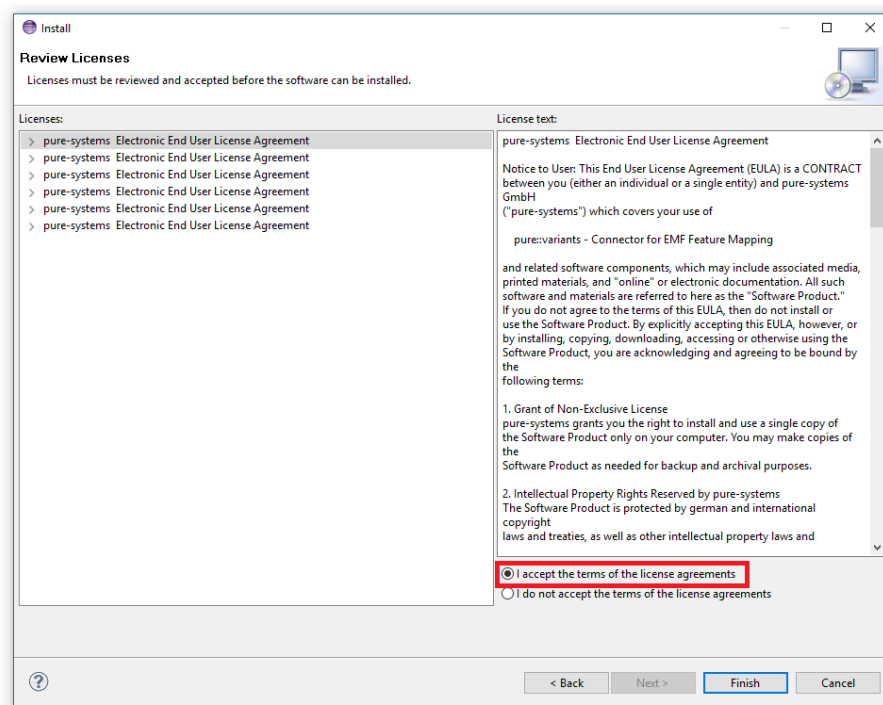 Install
Review Licenses
Licenses must be reviewed and accepted before the software can be installed.
Licenses:
pure-systems  Electronic End User License Agreement
pure-systems  Electronic End User License Agreement
pure-systems  Electronic End User License Agreement
pure-systems  Electronic End User License Agreement
pure-systems  Electronic End User License Agreement
pure-systems  Electronic End User License Agreement
License text:
pure-systems  Electronic End User License Agreement
Notice to User: This End User License Agreement (EULA) is a CONTRACT
between you (either an individual or a single entity) and pure-systems
GmbH
("pure-systems") which covers your use of
pure::variants - Connector for EMF Feature Mapping
and related software components, which may include associated media,
printed materials, and "online" or electronic documentation. All such
software and materials are referred to here as the "Software Product."
If you do not agree to the terms of this EULA, then do not install or
use the Software Product. By explicitly accepting this EULA, however, or
by installing, copying, downloading, accessing or otherwise using the
Software Product, you are acknowledging and agreeing to be bound by
the
following terms:
1. Grant of Non-Exclusive License
pure-systems grants you the right to install and use a single copy of
the Software Product only on your computer. You may make copies of
the
Software Product as needed for backup and archival purposes.
2. Intellectual Property Rights Reserved by pure-systems
The Software Product is protected by german and international
copyright
laws and treaties, as well as other intellectual property laws and
I accept the terms of the license agreements
I do not accept the terms of the license agreements
?
< Back
Next >
Finish
Cancel